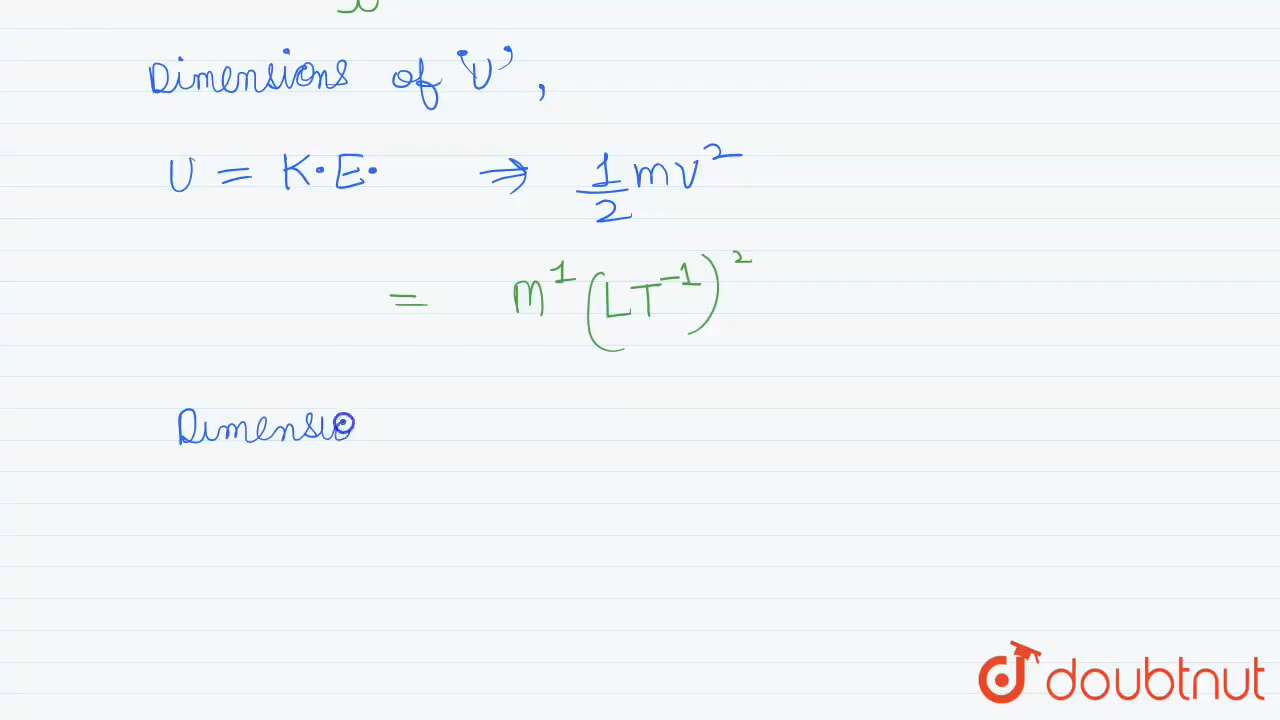 Dimensions of 'U',
U = K.E. ⇒ 1/2 mv²
= m¹ (LT⁻¹)²
Dimensio
doubtnut